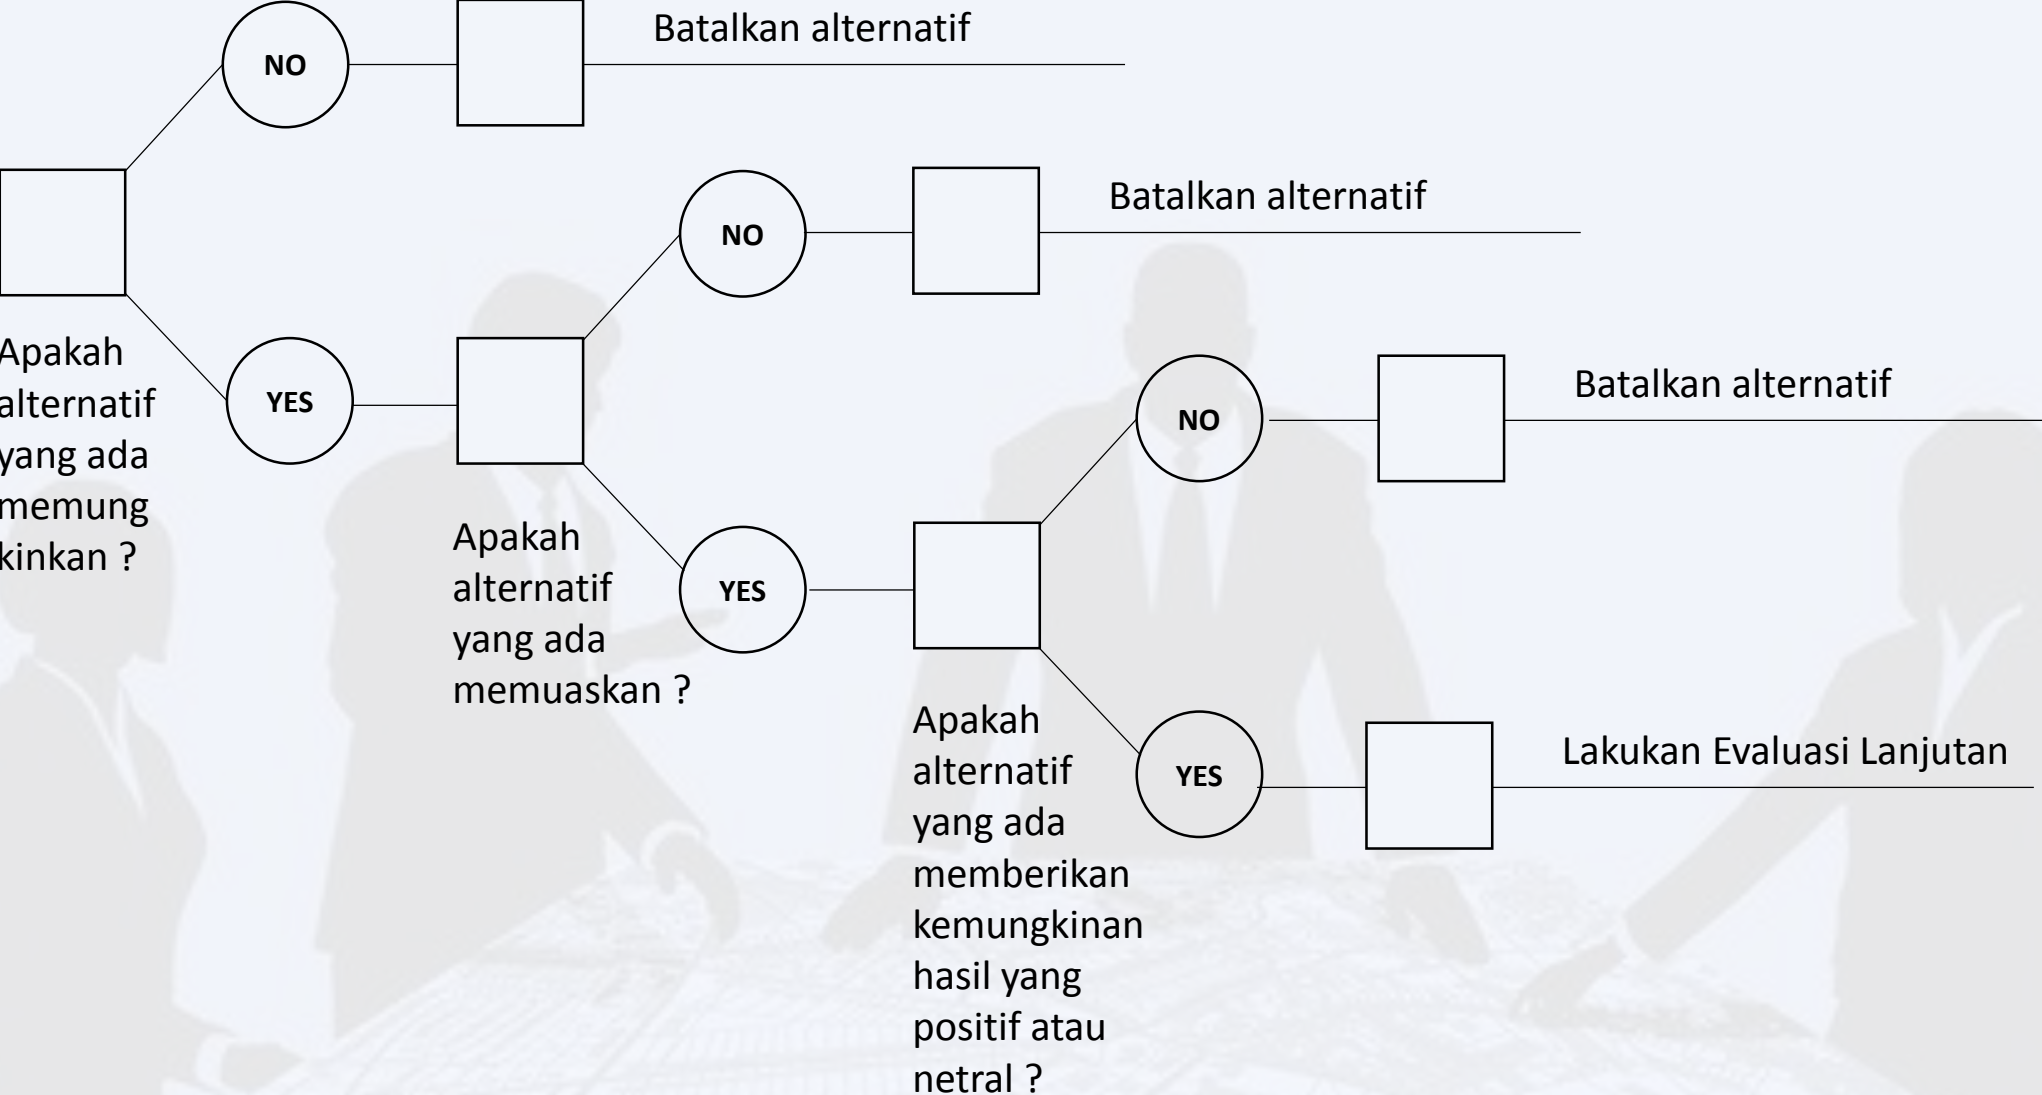 NO
Batalkan alternatif
NO
Batalkan alternatif
Apakah
alternatif
yang ada
memung
kinkan ?
YES
NO
Batalkan alternatif
Apakah
alternatif
yang ada
memuaskan ?
YES
Apakah
alternatif
yang ada
memberikan
kemungkinan
hasil yang
positif atau
netral ?
YES
Lakukan Evaluasi Lanjutan